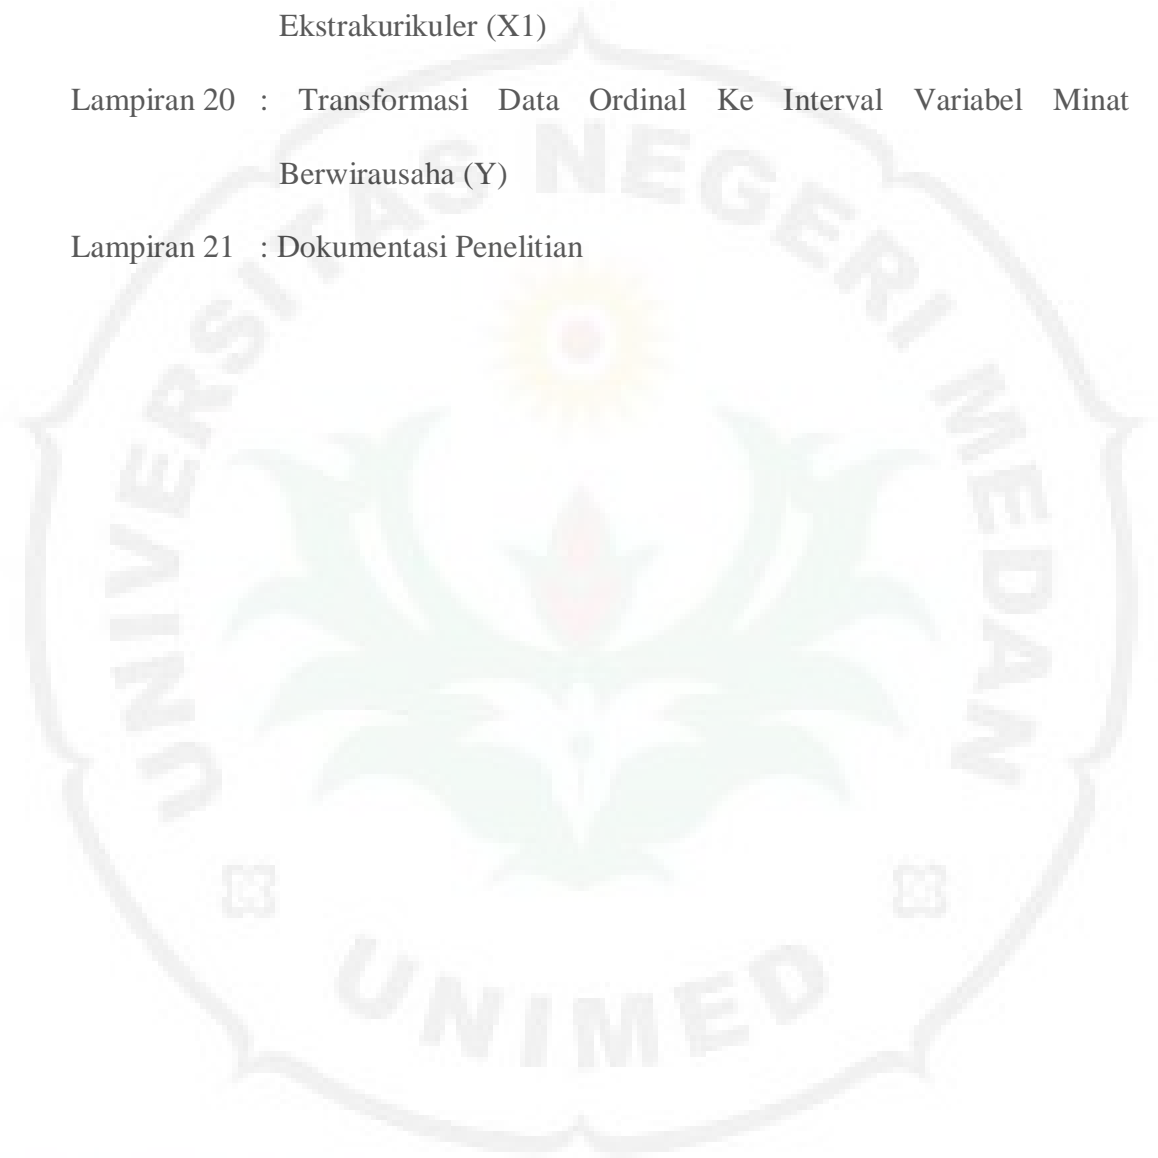 Ekstrakurikuler (X1)
Lampiran 20 : Transformasi Data Ordinal Ke Interval Variabel Minat
Berwirausaha (Y)
Lampiran 21 : Dokumentasi Penelitian
UNIVERSITAS NEGERI MEDAN
UNIMED